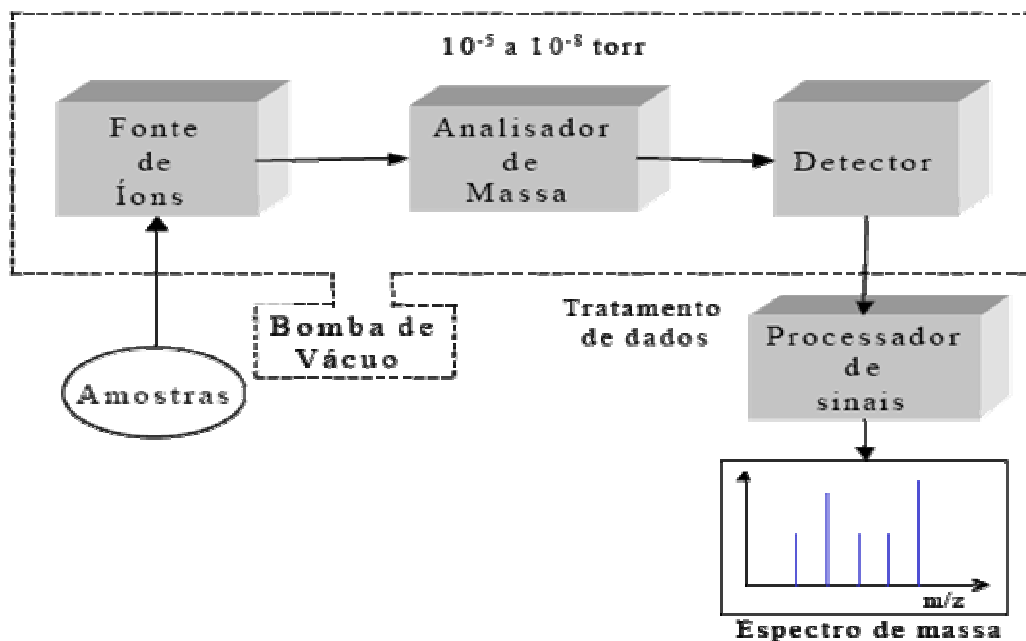 10⁻⁵ a 10⁻⁸ torr
Fonte
de
Íons
Analisador
de
Massa
Detector
Amostras
Bomba de
Vácuo
Tratamento
de dados
Processador
de
sinais
m/z
Espectro de massa